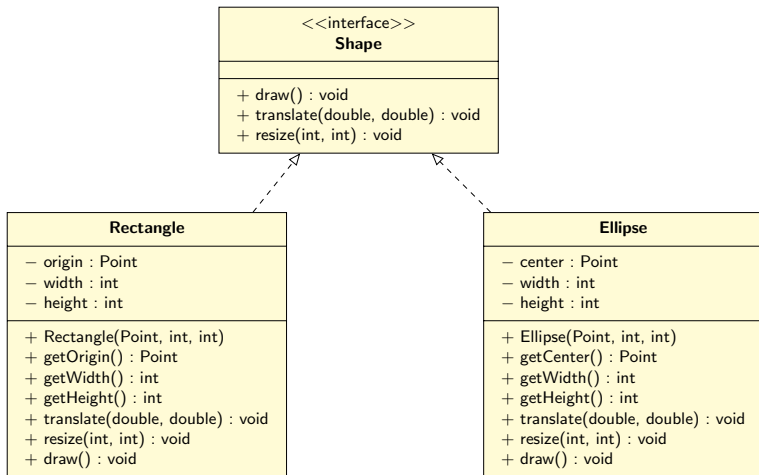 <<interface>>
Shape
+ draw() : void
+ translate(double, double) : void
+ resize(int, int) : void
Rectangle
− origin : Point
− width : int
− height : int
+ Rectangle(Point, int, int)
+ getOrigin() : Point
+ getWidth() : int
+ getHeight() : int
+ translate(double, double) : void
+ resize(int, int) : void
+ draw() : void
Ellipse
− center : Point
− width : int
− height : int
+ Ellipse(Point, int, int)
+ getCenter() : Point
+ getWidth() : int
+ getHeight() : int
+ translate(double, double) : void
+ resize(int, int) : void
+ draw() : void